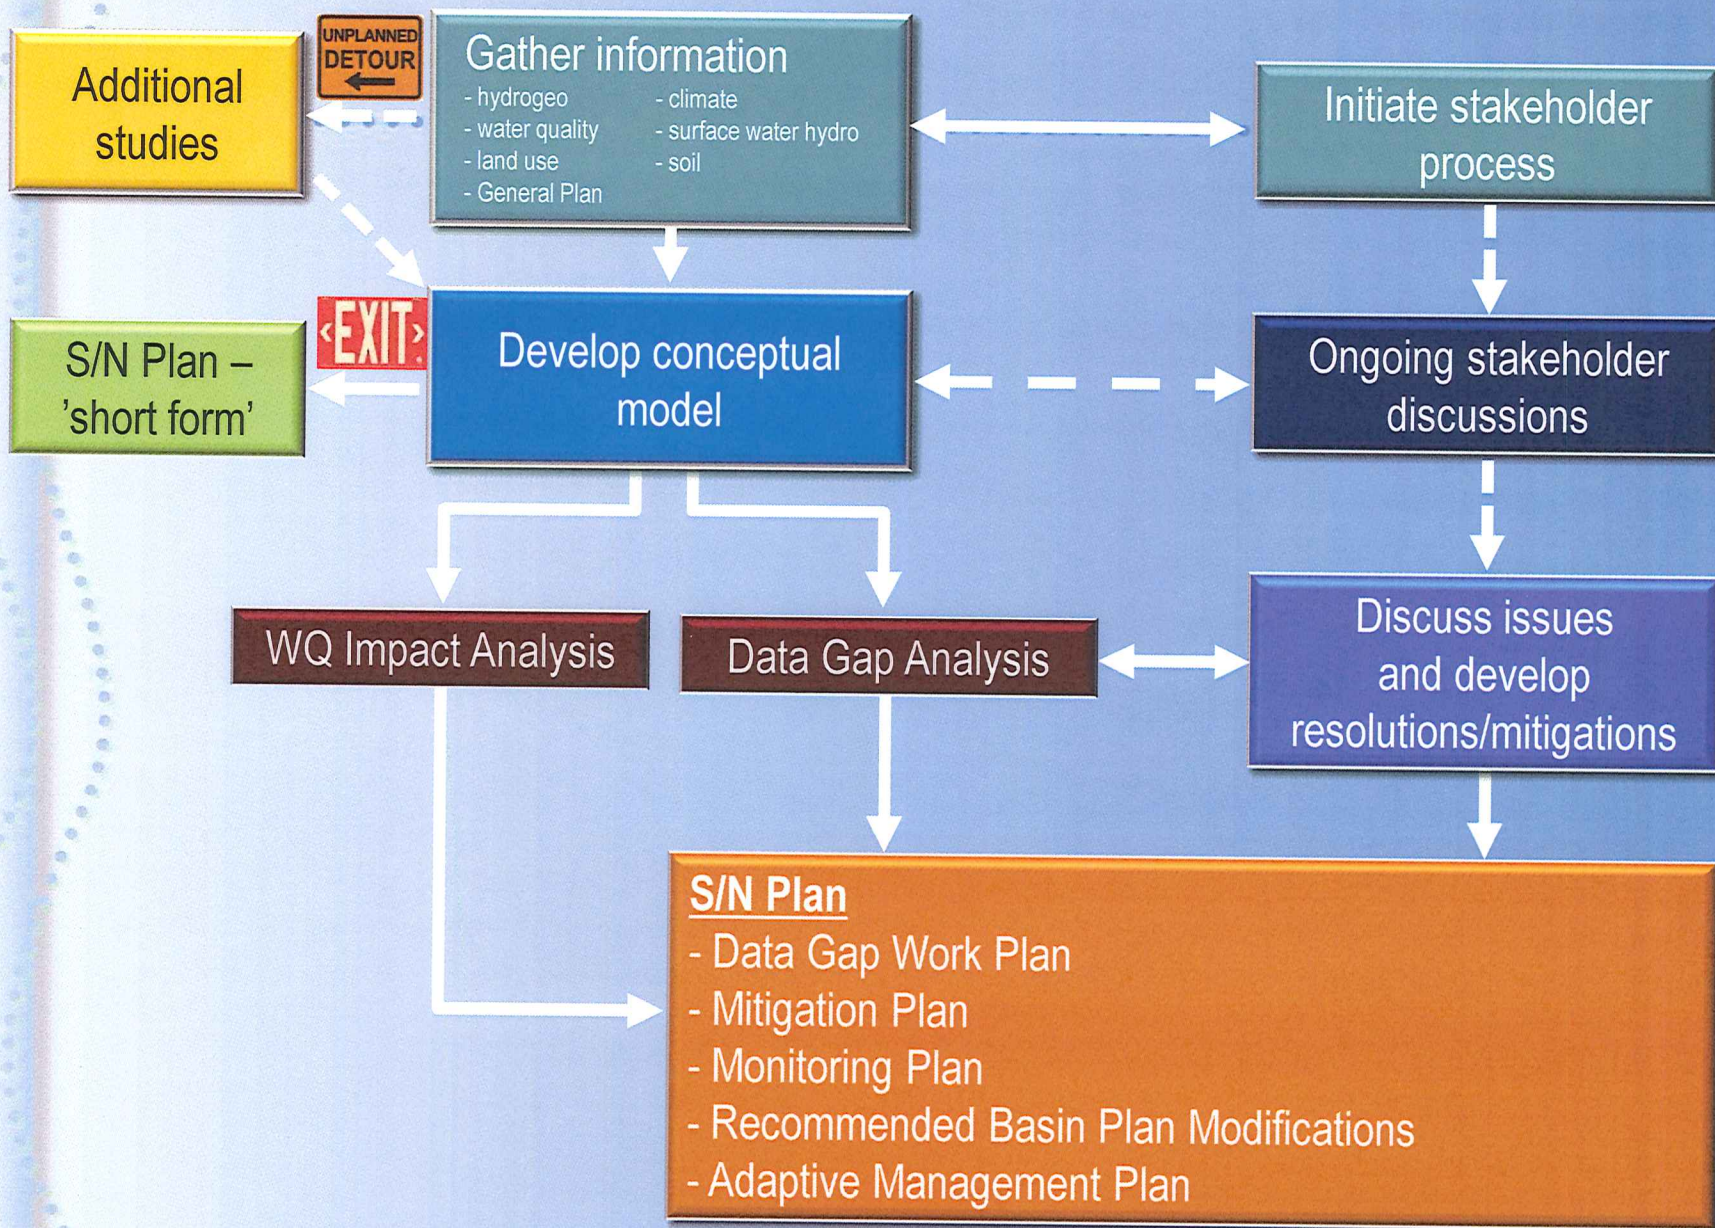 Additional
studies
UNPLANNED
DETOUR
Gather information
- hydrogeo
- water quality
- land use
- General Plan
- climate
- surface water hydro
- soil
Initiate stakeholder
process
S/N Plan –
’short form’
‹EXIT›
Develop conceptual
model
Ongoing stakeholder
discussions
WQ Impact Analysis
Data Gap Analysis
Discuss issues
and develop
resolutions/mitigations
S/N Plan
- Data Gap Work Plan
- Mitigation Plan
- Monitoring Plan
- Recommended Basin Plan Modifications
- Adaptive Management Plan